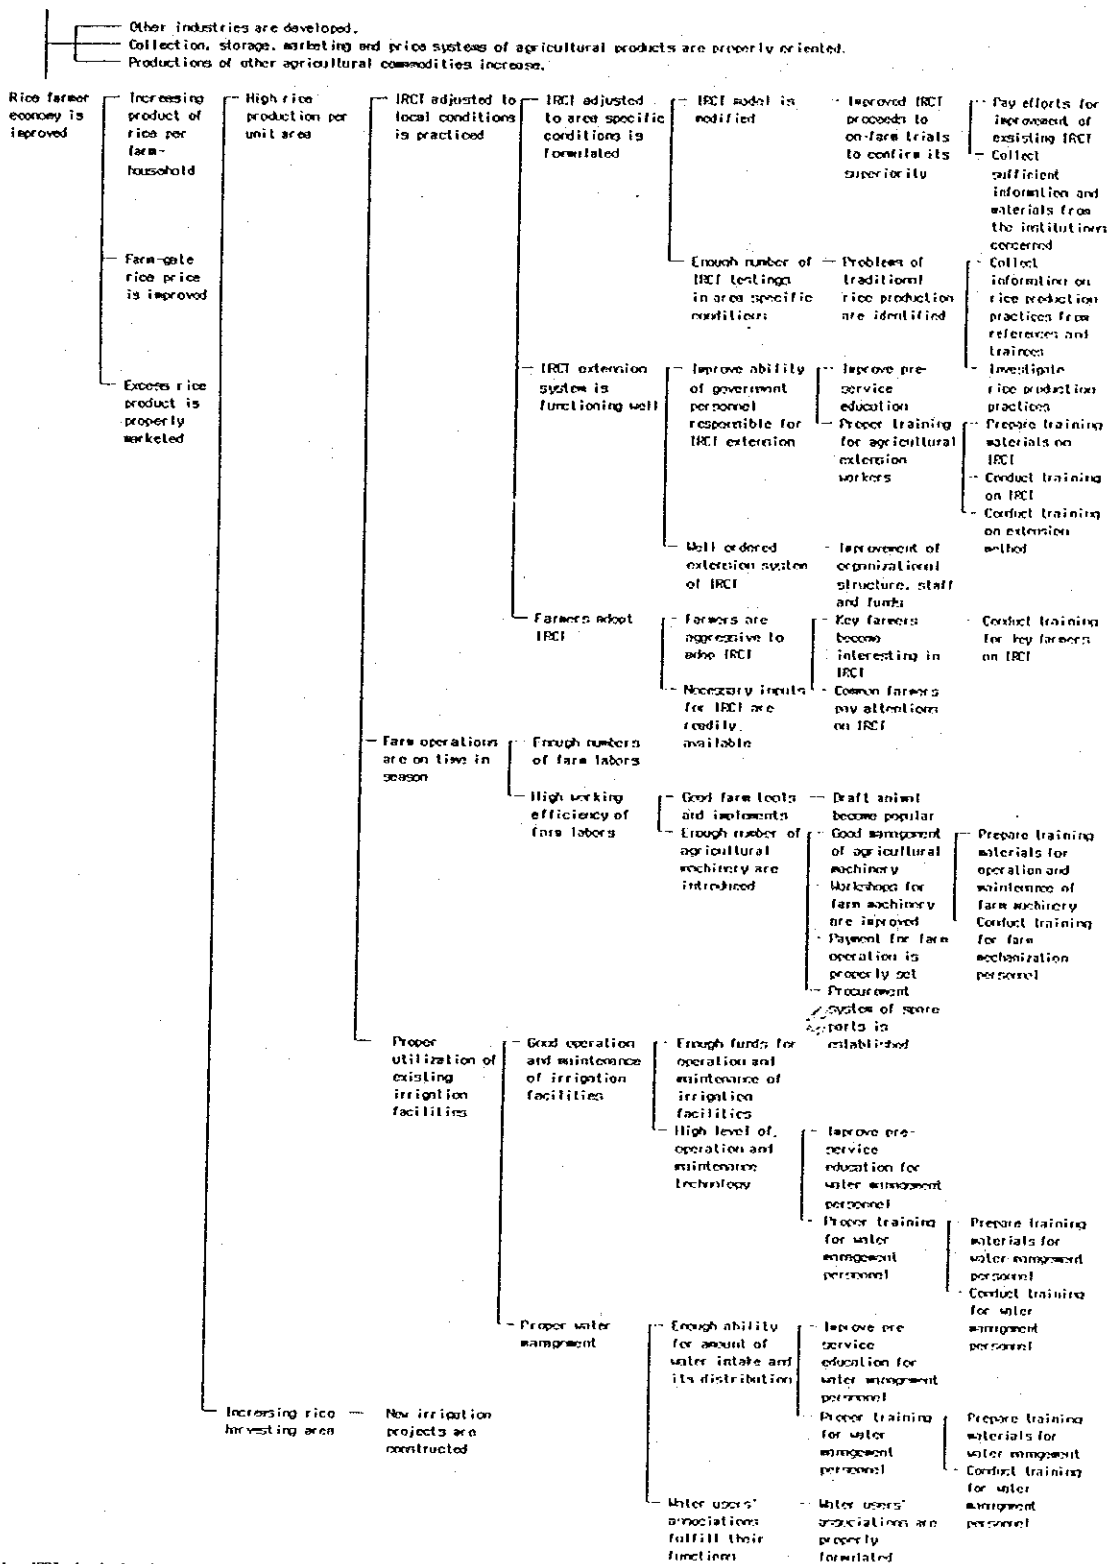 Other industries are developed.
Collection, storage, marketing and price systems of agricultural products are properly oriented.
Productions of other agricultural commodities increase.
Rice farmer
economy is
improved
Increasing
product of
rice per
farm-
household
Farm-gate
rice price
is improved
Excess rice
product is
properly
marketed
High rice
production per
unit area
Increasing rice
harvesting area
New irrigation
projects are
constructed
IRCT adjusted to
local conditions
is practiced
Farm operations
are on time in
season
Proper
utilization of
existing
irrigation
facilities
IRCT adjusted
to area specific
conditions is
formulated
IRCT extension
system is
functioning well
Farmers adopt
IRCT
Enough numbers
of farm labors
High working
efficiency of
farm labors
Good operation
and maintenance
of irrigation
facilities
Proper water
mamagment
IRCT model is
modified
Enough number of
IRCT testings
in area specific
conditions
Improve ability
of goverment
personnel
responsible for
IRCT extension
Well ordered
extension system
of IRCT
Farmers are
aggressive to
adop IRCT
Necessary inputs
for IRCT are
readily
available
Good farm tools
and implements
Enough number of
agricultural
machinery are
introduced
Enough funds for
operation and
maintenance of
irrigation
facilities
High level of
operation and
maintenance
technology
Enough ability
for amount of
water intake and
its distribution
Water users'
associations
fulfill their
functions
Improved IRCT
proceeds to
on-farm trials
to confirm its
superiority
Problems of
traditional
rice production
are identified
Improve pre-
service
education
Proper training
for agricultural
extension
workers
Improvement of
organizational
structure, staff
and funds
Key farmers
become
interesting in
IRCT
Common farmers
pay attentions
on IRCT
Draft animal
become popular
Good management
of agricultural
machinery
Workshops for
farm machinery
are improved
Payment for farm
operation is
properly set
Procurement
system of spare
parts is
established
Improve pre-
service
education for
water mamagment
personnel
Proper training
for water
mamagment
personnel
Improve pre
service
education for
water mamagment
personnel
Proper training
for water
mamagment
personnel
Water users'
associations are
properly
formulated
Pay efforts for
improvement of
exsisting IRCT
Collect
sufficient
information and
materials from
the institutions
concerned
Collect
information on
rice production
practices from
references and
trainees
Investigate
rice production
practices
Prepare training
materials on
IRCT
Conduct training
on IRCT
Conduct training
on extension
method
Conduct training
for key farmers
on IRCT
Prepare training
materials for
operation and
maintenance of
farm machinery
Conduct training
for farm
mechanization
personnel
Prepare training
materials for
water mamagment
personnel
Conduct training
for water
mamagment
personnel
Prepare training
materials for
water mamagment
Conduct training
for water
mamagment
personnel